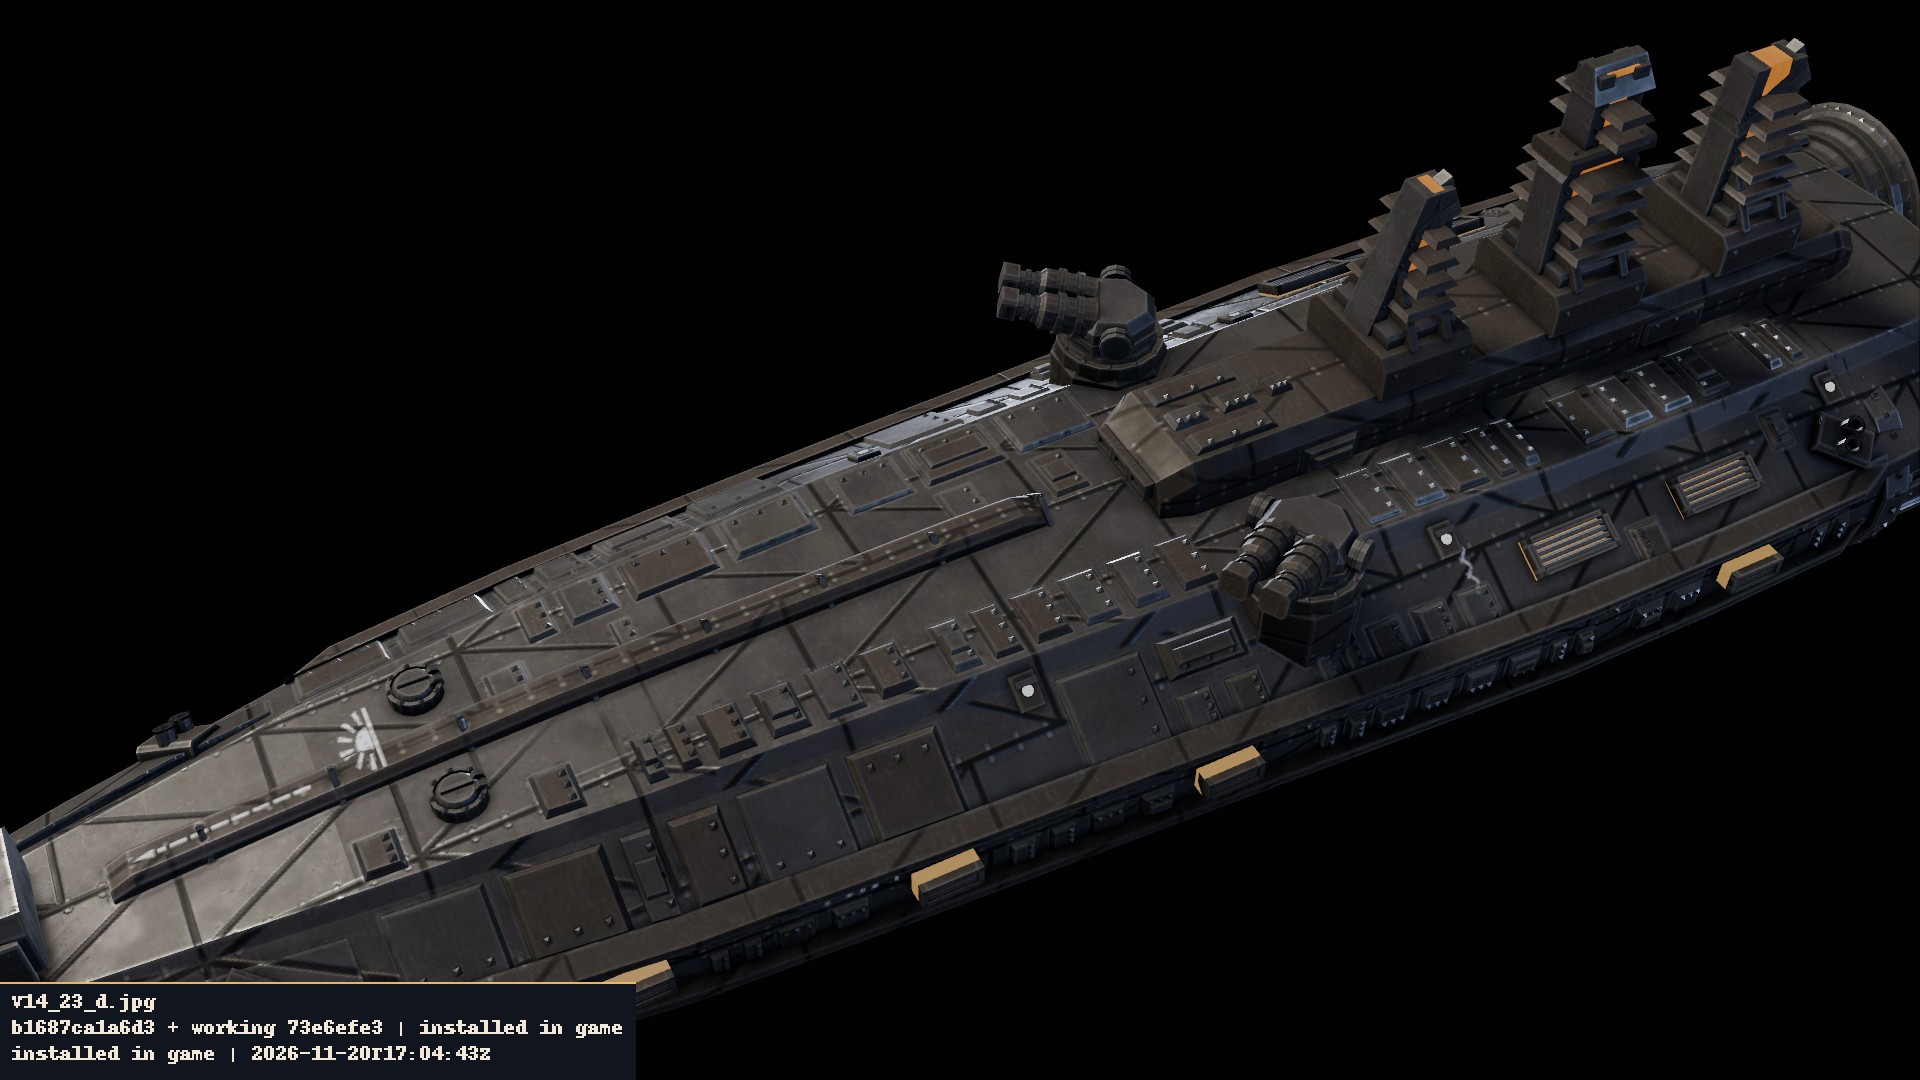 v14_23_d.jpg
b1687ca1a6d3 + working 73e6efe3 | installed in game
installed in game | 2026-11-20T17:04:43Z